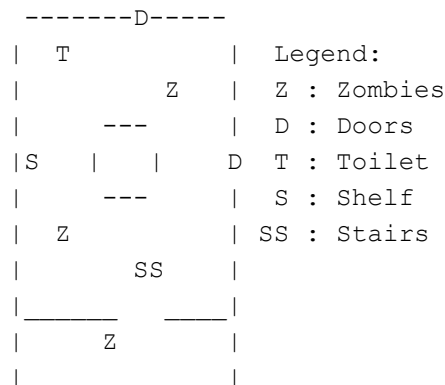 -------D-----
|  T          |  Legend:
|        Z   |  Z : Zombies
|     ---     |  D : Doors
|S   |  |    D  T : Toilet
|     ---     |  S : Shelf
|  Z          | SS : Stairs
|       SS    |
|______  ____|
|     Z       |
|             |